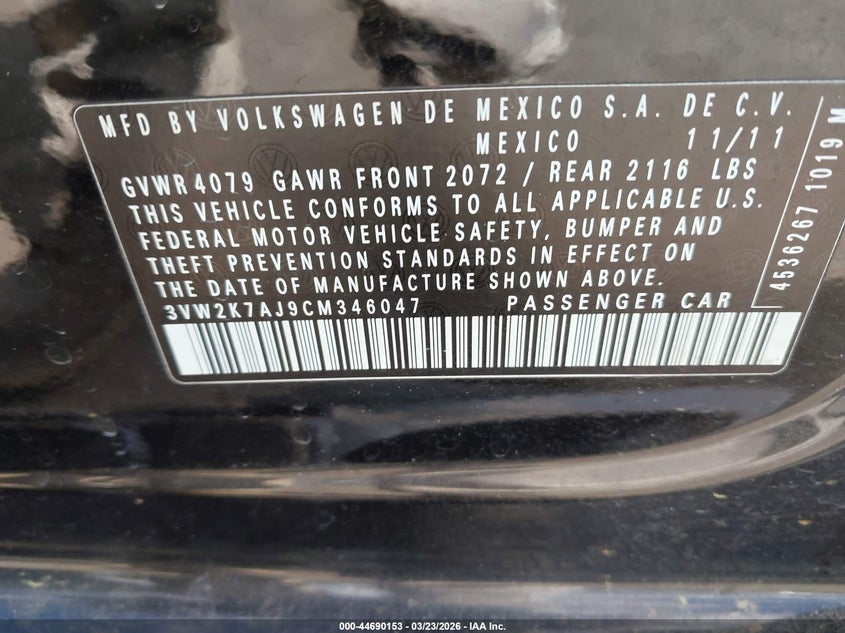 MFD BY VOLKSWAGEN DE MEXICO S.A. DE C.V.
MEXICO 11/11
GVWR 4079 GAWR FRONT 2072 / REAR 2116 LBS
THIS VEHICLE CONFORMS TO ALL APPLICABLE U.S.
FEDERAL MOTOR VEHICLE SAFETY, BUMPER AND
THEFT PREVENTION STANDARDS IN EFFECT ON
THE DATE OF MANUFACTURE SHOWN ABOVE.
3VW2K7AJ9CM346047 PASSENGER CAR
4536267 1019 M
000-44690153 - 03/23/2026 - IAA Inc.